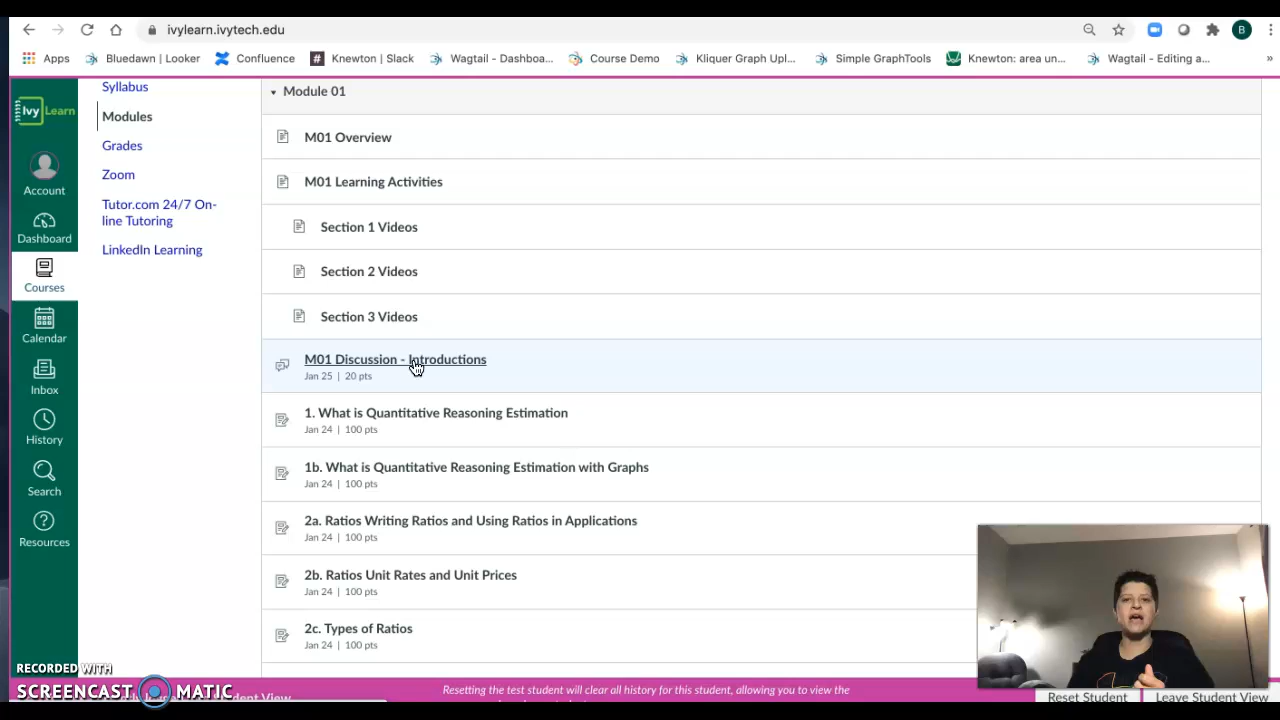 ivylearn.ivytech.edu
B
Apps
Bluedawn | Looker
Confluence
Knewton | Slack
Wagtail - Dashboa...
Course Demo
Kliquer Graph Upl...
Simple GraphTools
Knewton: area un...
Wagtail - Editing a...
»
Ivy Learn
Account
Dashboard
Courses
Calendar
Inbox
History
Search
Resources
Syllabus
Modules
Grades
Zoom
Tutor.com 24/7 On-
line Tutoring
LinkedIn Learning
Module 01
M01 Overview
M01 Learning Activities
Section 1 Videos
Section 2 Videos
Section 3 Videos
M01 Discussion - Introductions
Jan 25 | 20 pts
1. What is Quantitative Reasoning Estimation
Jan 24 | 100 pts
1b. What is Quantitative Reasoning Estimation with Graphs
Jan 24 | 100 pts
2a. Ratios Writing Ratios and Using Ratios in Applications
Jan 24 | 100 pts
2b. Ratios Unit Rates and Unit Prices
Jan 24 | 100 pts
2c. Types of Ratios
Jan 24 | 100 pts
RECORDED WITH
SCREENCAST MATIC
Student View
Resetting the test student will clear all history for this student, allowing you to view the
Reset Student
Leave Student View